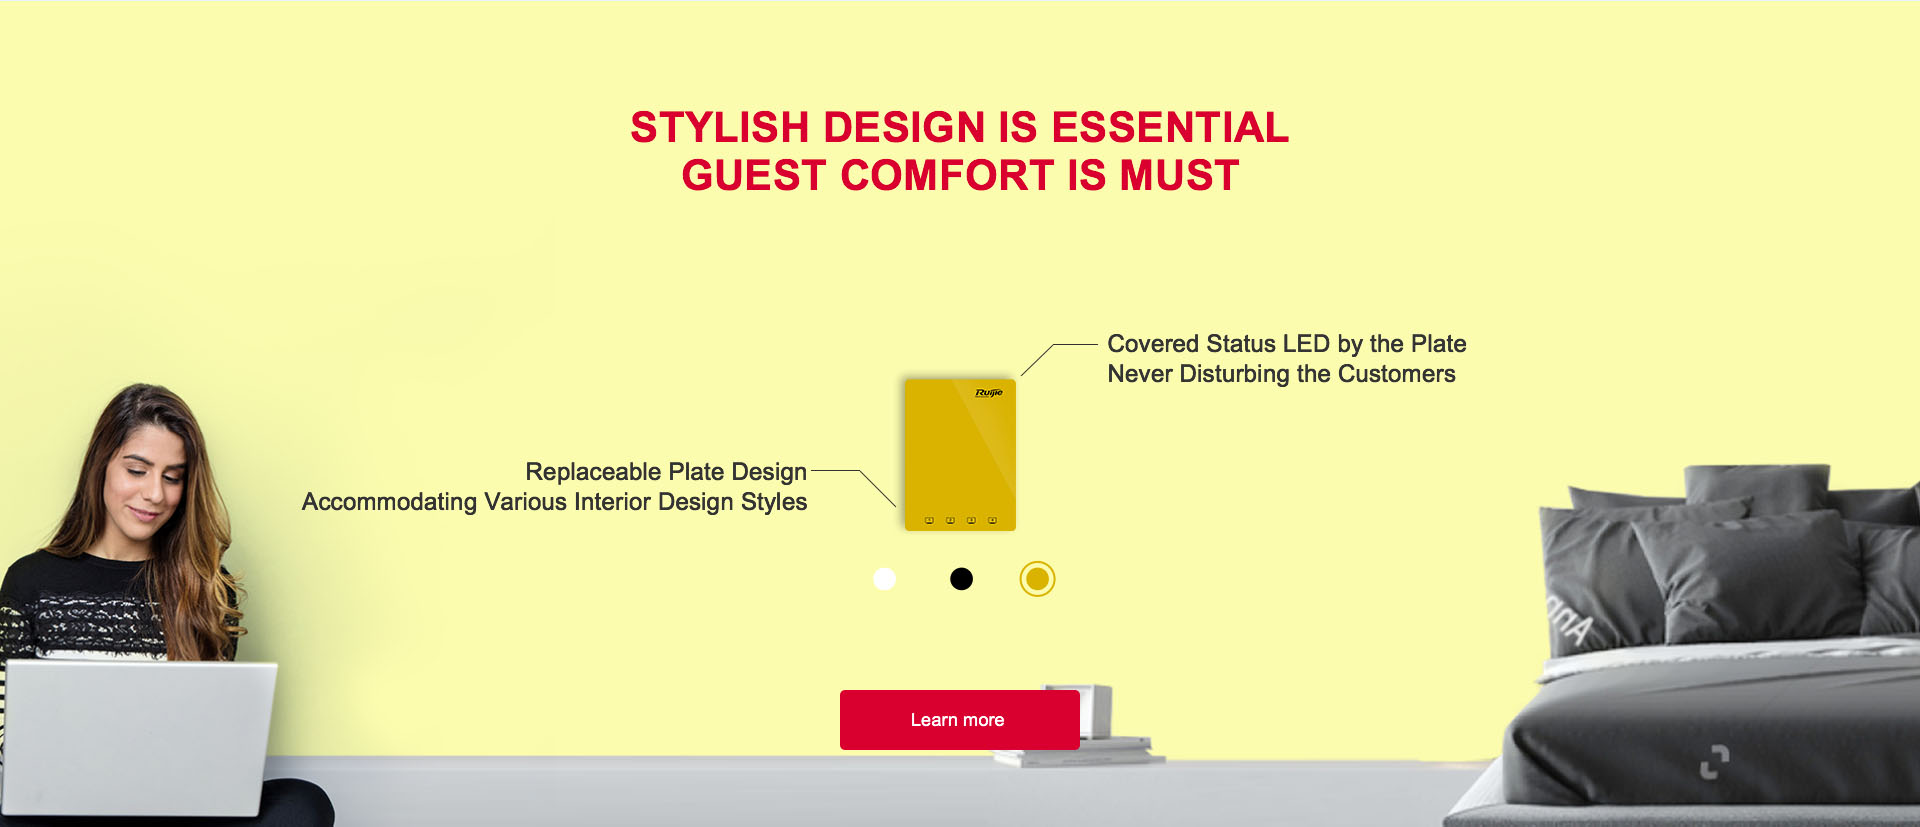 STYLISH DESIGN IS ESSENTIAL
GUEST COMFORT IS MUST
Covered Status LED by the Plate
Never Disturbing the Customers
Ruijie
Replaceable Plate Design
Accommodating Various Interior Design Styles
Learn more